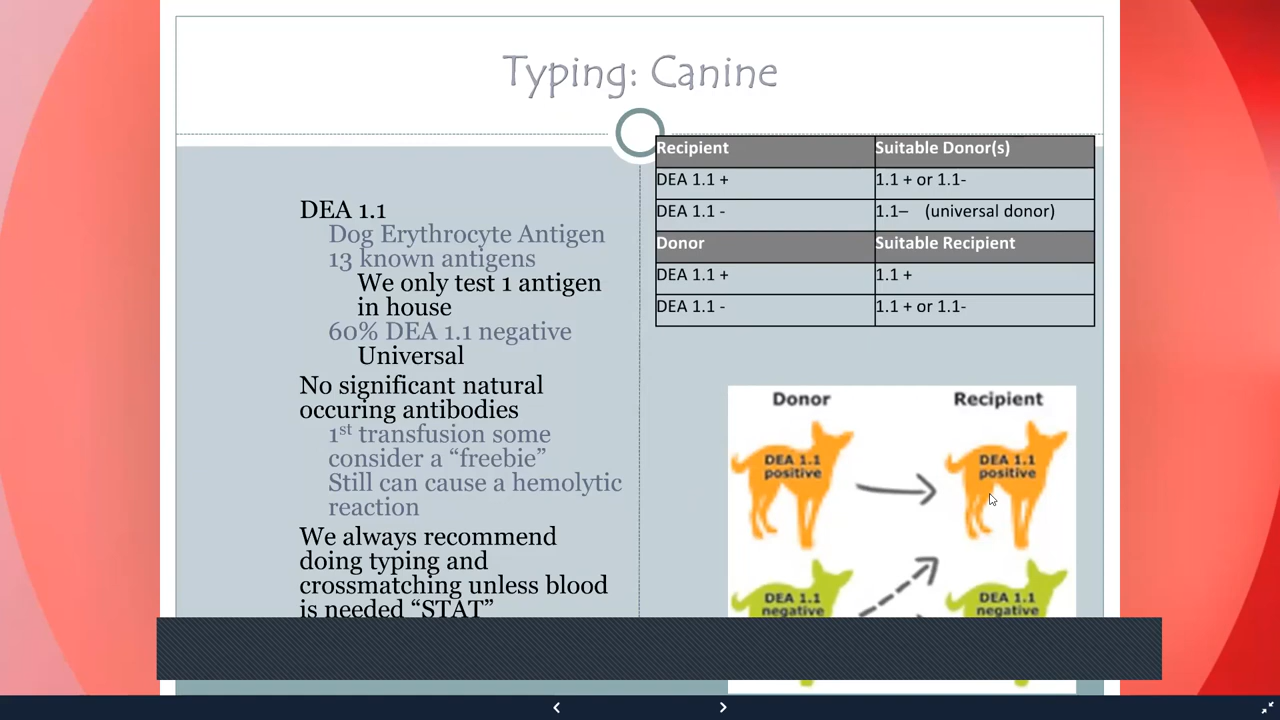 Typing: Canine
DEA 1.1
Dog Erythrocyte Antigen
13 known antigens
We only test 1 antigen
in house
60% DEA 1.1 negative
Universal
No significant natural
occuring antibodies
1st transfusion some
consider a “freebie”
Still can cause a hemolytic
reaction
We always recommend
doing typing and
crossmatching unless blood
is needed “STAT”
Recipient Suitable Donor(s)
DEA 1.1 + 1.1 + or 1.1-
DEA 1.1 - 1.1– (universal donor)
Donor Suitable Recipient
DEA 1.1 + 1.1 +
DEA 1.1 - 1.1 + or 1.1-
Donor Recipient
DEA 1.1 DEA 1.1
positive positive
DEA 1.1 DEA 1.1
negative negative